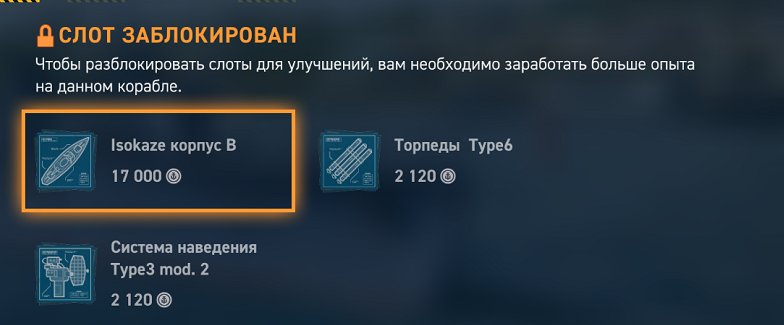 СЛОТ ЗАБЛОКИРОВАН
Чтобы разблокировать слоты для улучшений, вам необходимо заработать больше опыта
на данном корабле.
Isokaze корпус B
17 000
Торпеды Type6
2 120
Система наведения
Type3 mod. 2
2 120